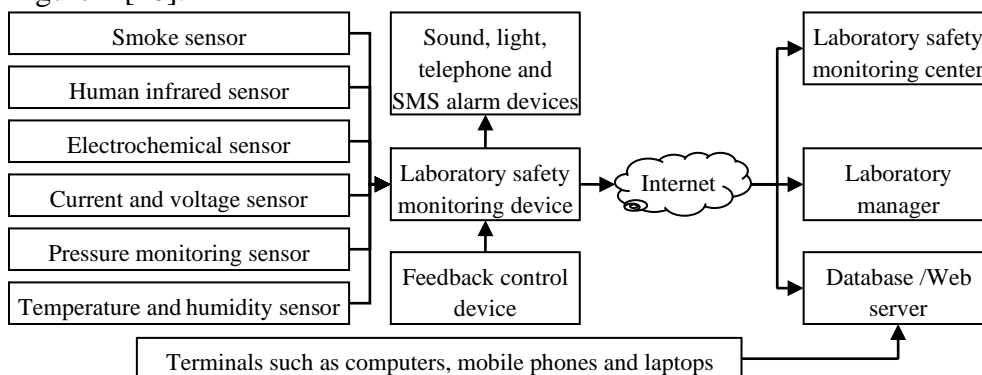 Smoke sensor
Human infrared sensor
Electrochemical sensor
Current and voltage sensor
Pressure monitoring sensor
Temperature and humidity sensor
Sound, light,
telephone and
SMS alarm devices
Laboratory safety
monitoring device
Feedback control
device
Internet
Laboratory safety
monitoring center
Laboratory
manager
Database /Web
server
Terminals such as computers, mobile phones and laptops